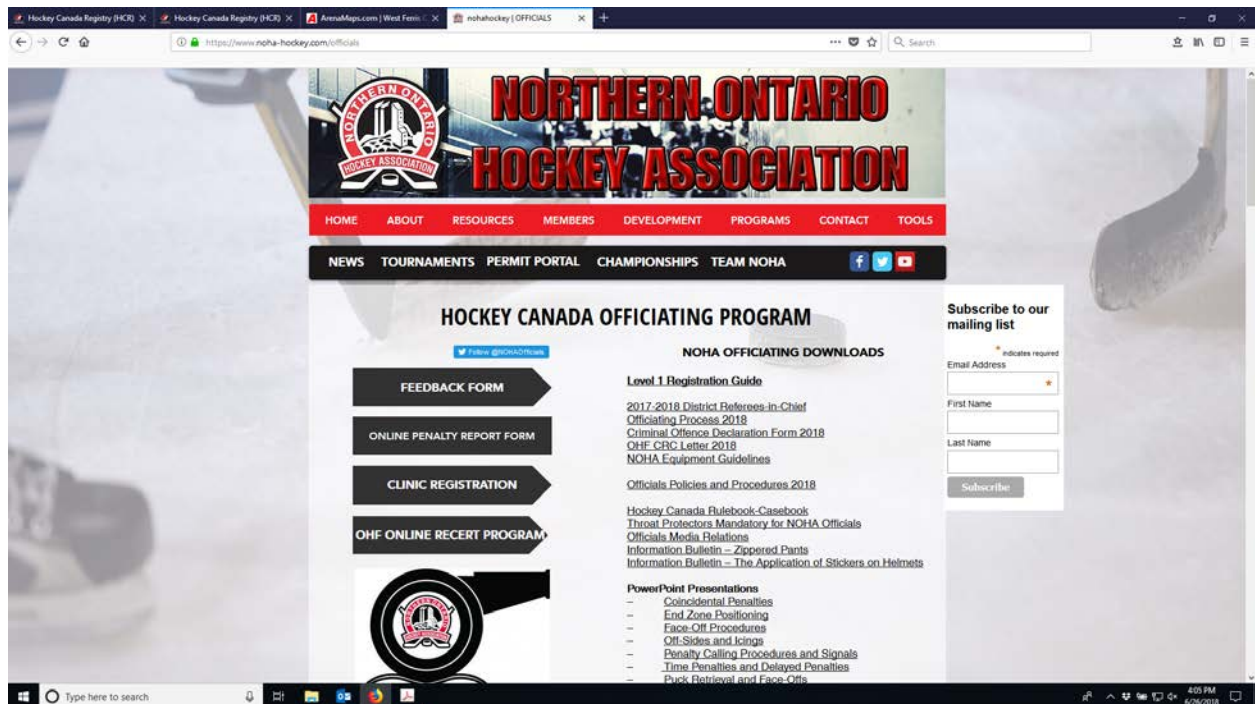 Hockey Canada Registry (HCR)
Hockey Canada Registry (HCR)
ArenaMaps.com | West Ferris
nohahockey | OFFICIALS
https://www.noha-hockey.com/officials
Search
NORTHERN ONTARIO
HOCKEY ASSOCIATION
NORTHERN ONTARIO
HOCKEY ASSOCIATION
HOME ABOUT RESOURCES MEMBERS DEVELOPMENT PROGRAMS CONTACT TOOLS
NEWS TOURNAMENTS PERMIT PORTAL CHAMPIONSHIPS TEAM NOHA
HOCKEY CANADA OFFICIATING PROGRAM
Follow @NOHAOfficials
FEEDBACK FORM
ONLINE PENALTY REPORT FORM
CLINIC REGISTRATION
OHF ONLINE RECERT PROGRAM
NORTHERN ONTARIO
HOCKEY ASSOCIATION
NOHA OFFICIATING DOWNLOADS
Level 1 Registration Guide
2017-2018 District Referees-in-Chief
Officiating Process 2018
Criminal Offence Declaration Form 2018
OHF CRC Letter 2018
NOHA Equipment Guidelines
Officials Policies and Procedures 2018
Hockey Canada Rulebook-Casebook
Throat Protectors Mandatory for NOHA Officials
Officials Media Relations
Information Bulletin – Zippered Pants
Information Bulletin – The Application of Stickers on Helmets
PowerPoint Presentations
– Coincidental Penalties
– End Zone Positioning
– Face-Off Procedures
– Off-Sides and Icings
– Penalty Calling Procedures and Signals
– Time Penalties and Delayed Penalties
– Puck Retrieval and Face-Offs
Subscribe to our
mailing list
* indicates required
Email Address
*
First Name
Last Name
Subscribe
Type here to search
4:05 PM
6/26/2018